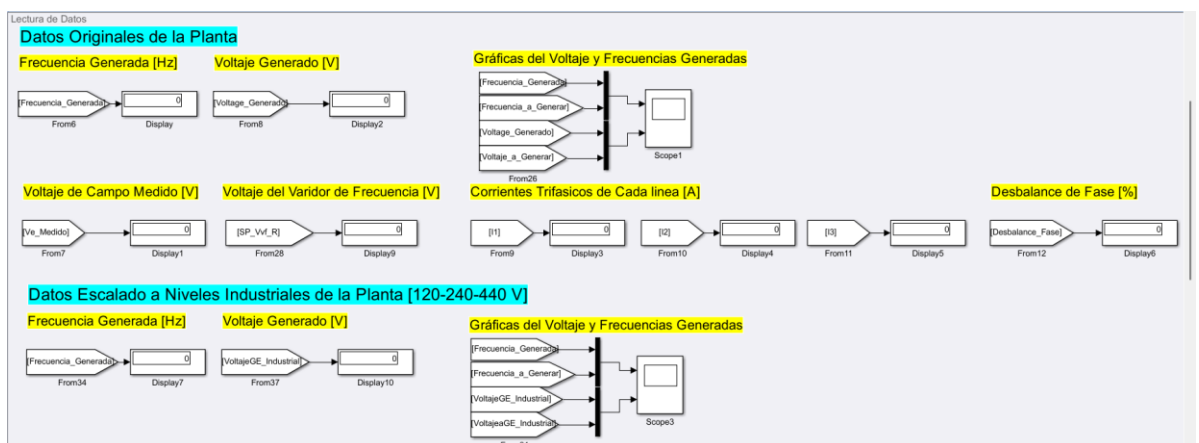 Lectura de Datos
Datos Originales de la Planta
Frecuencia Generada [Hz]
Voltaje Generado [V]
Gráficas del Voltaje y Frecuencias Generadas
[Frecuencia_Generada]
0
From6
Display
[Voltage_Generado]
0
From8
Display2
[Frecuencia_Generada]
[Frecuencia_a_Generar]
[Voltage_Generado]
[Voltaje_a_Generar]
From26
Scope1
Voltaje de Campo Medido [V]
Voltaje del Varidor de Frecuencia [V]
Corrientes Trifasicos de Cada linea [A]
Desbalance de Fase [%]
[Ve_Medido]
0
From7
Display1
[SP_Vvf_R]
0
From28
Display9
[I1]
0
From9
Display3
[I2]
0
From10
Display4
[I3]
0
From11
Display5
[Desbalance_Fase]
0
From12
Display6
Datos Escalado a Niveles Industriales de la Planta [120-240-440 V]
Frecuencia Generada [Hz]
Voltaje Generado [V]
Gráficas del Voltaje y Frecuencias Generadas
[Frecuencia_Generada]
0
From34
Display7
[VoltajeGE_Industrial]
0
From37
Display10
[Frecuencia_Generada]
[Frecuencia_a_Generar]
[VoltajeGE_Industrial]
[VoltajeaGE_Industrial]
Scope3